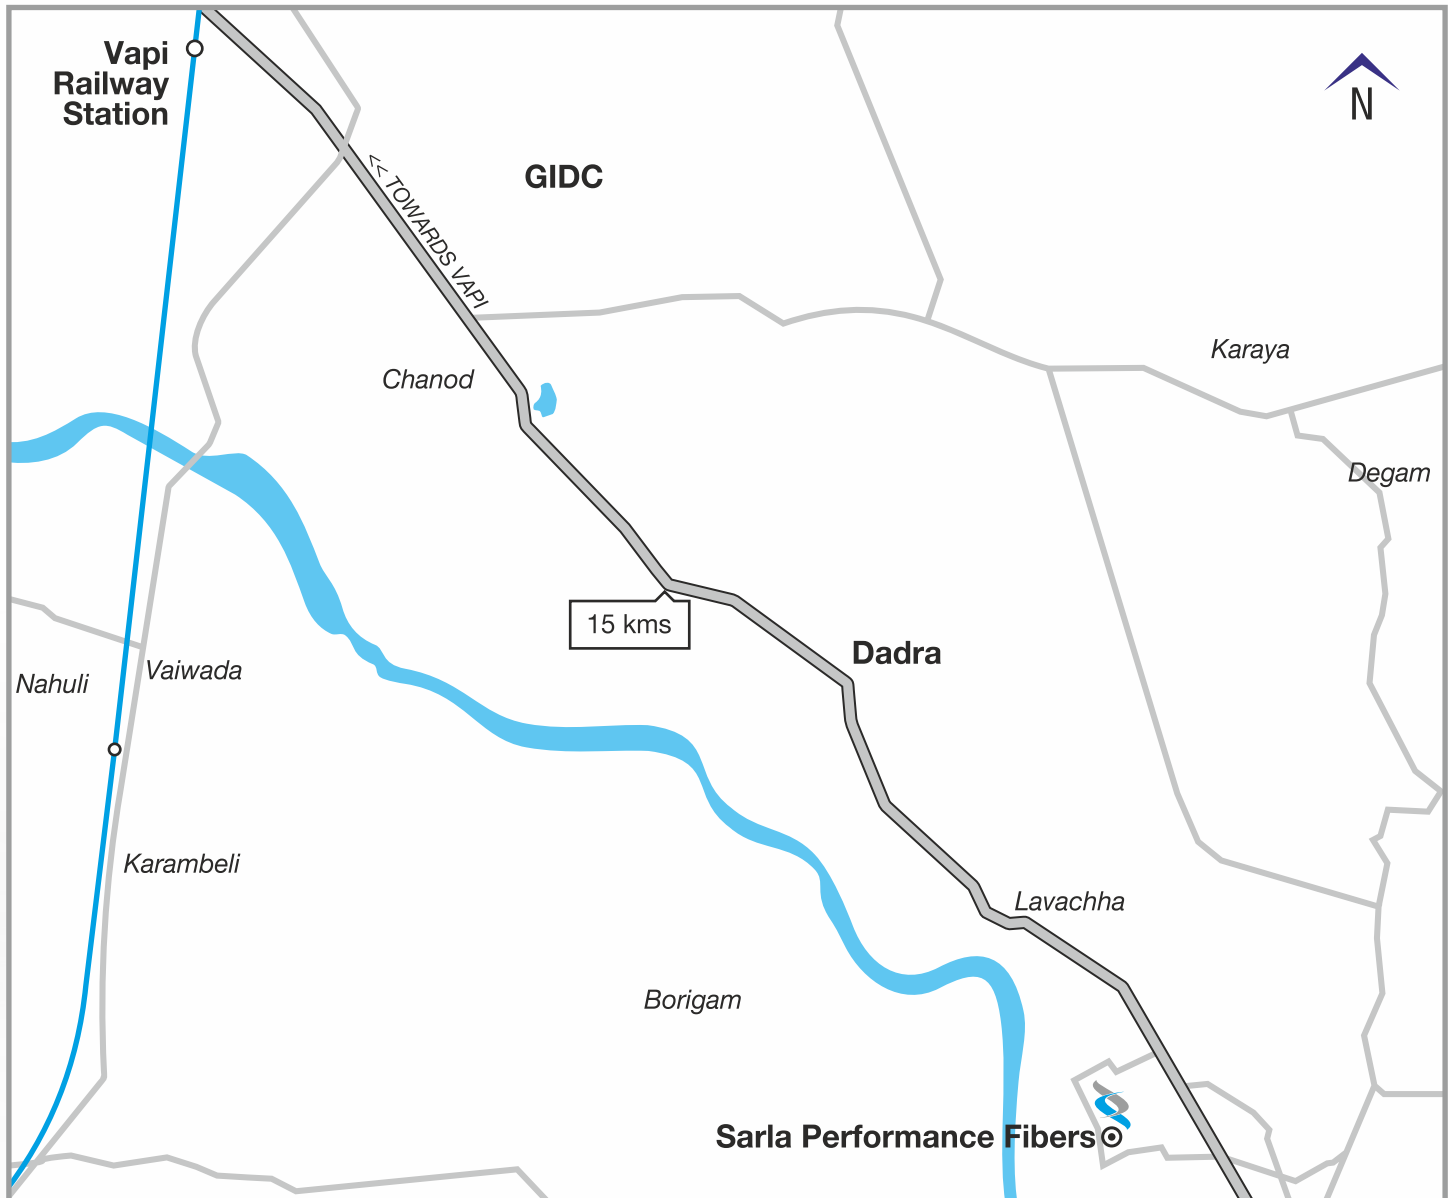 Vapi
Railway
Station
N
GIDC
<< TOWARDS VAPI
Karaya
Chanod
Degam
15 kms
Dadra
Nahuli
Vaiwada
Karambeli
Lavachha
Borigam
Sarla Performance Fibers